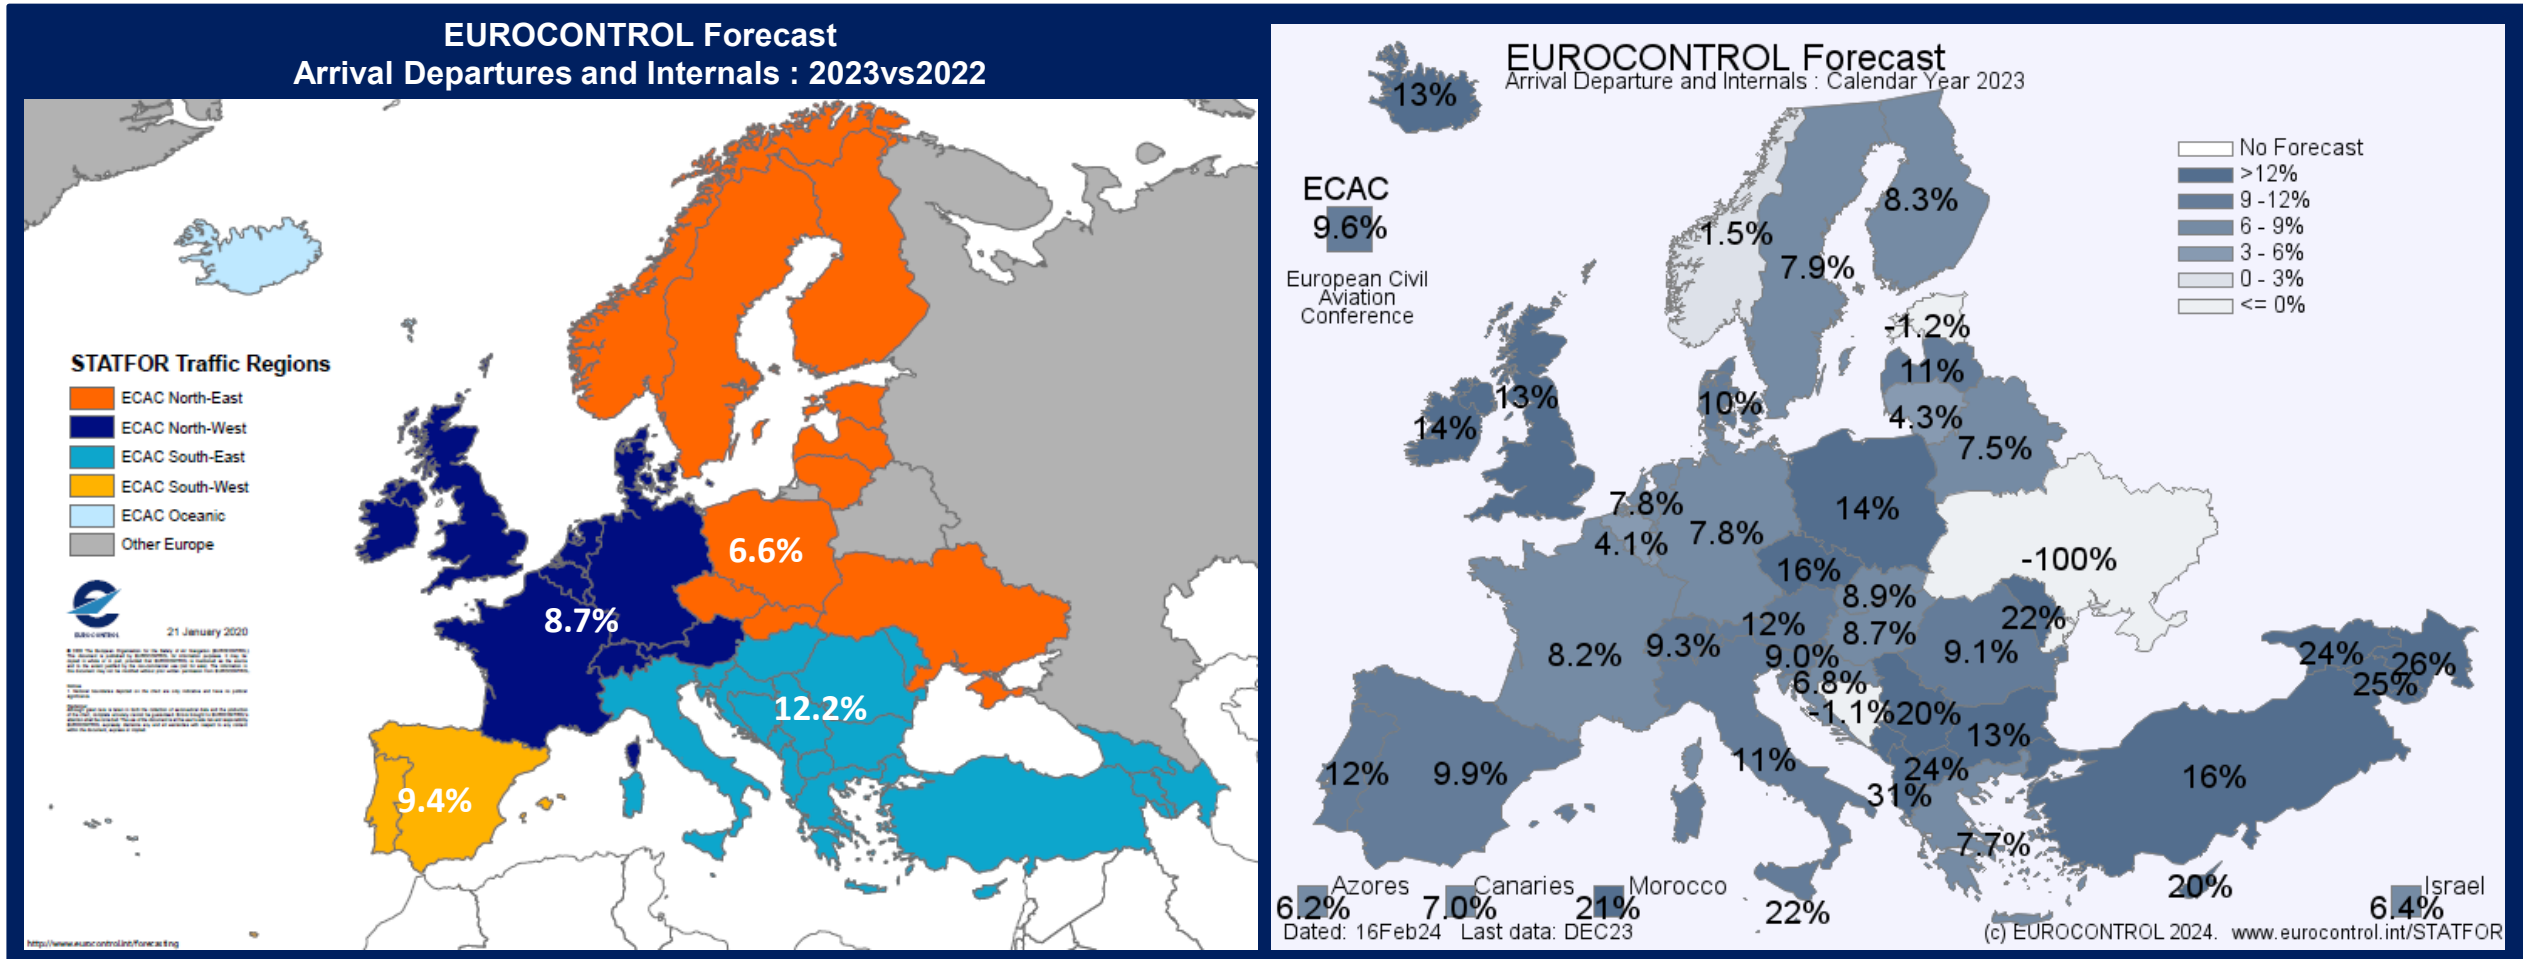 EUROCONTROL Forecast
Arrival Departures and Internals : 2023vs2022
STATFOR Traffic Regions
ECAC North-East
ECAC North-West
ECAC South-East
ECAC South-West
ECAC Oceanic
Other Europe
EUROCONTROL
21 January 2020
6.6%
8.7%
12.2%
9.4%
http://www.eurocontrol.int/forecasting
EUROCONTROL Forecast
Arrival Departure and Internals : Calendar Year 2023
13%
No Forecast
>12%
9 -12%
6 - 9%
3 - 6%
0 - 3%
<= 0%
ECAC
9.6%
European Civil
Aviation
Conference
8.3%
1.5%
7.9%
-1.2%
11%
13%
10%
4.3%
14%
7.5%
7.8%
14%
7.8%
4.1%
-100%
16%
8.9%
22%
12%
8.7%
9.3%
8.2%
9.0%
9.1%
24%
26%
25%
6.8%
-1.1%
20%
13%
11%
12%
9.9%
24%
16%
31%
7.7%
Azores
6.2%
Canaries
7.0%
Morocco
21%
22%
20%
Israel
6.4%
Dated: 16Feb24 Last data: DEC23
(c) EUROCONTROL 2024. www.eurocontrol.int/STATFOR